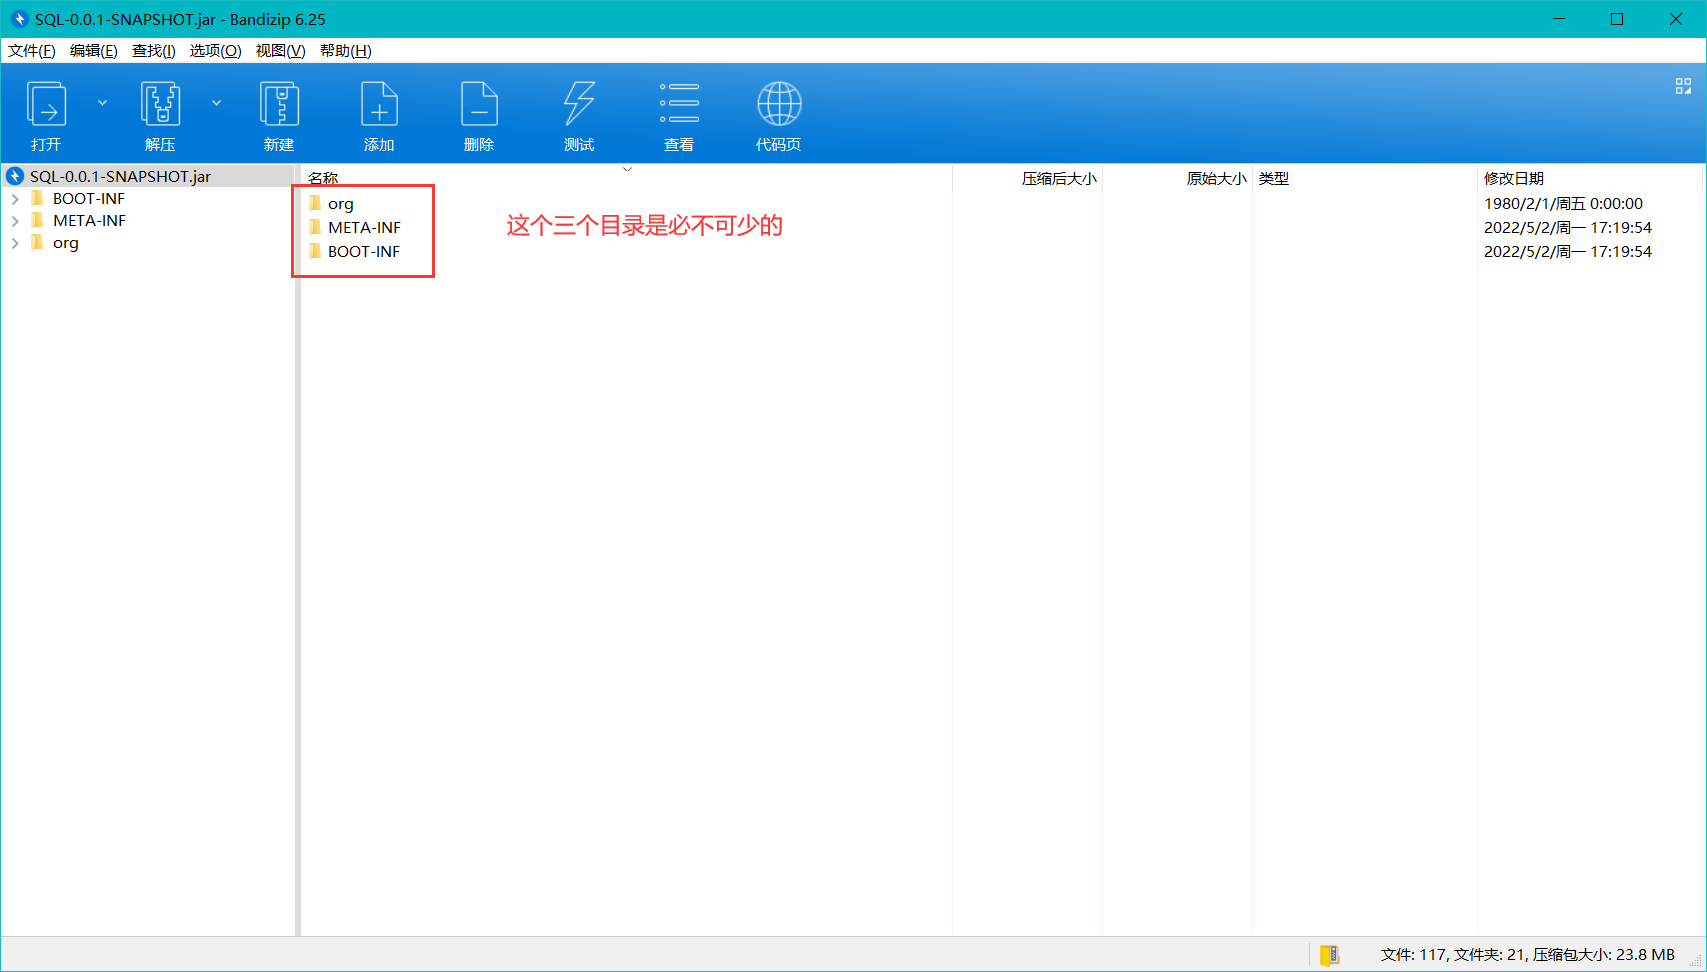 SQL-0.0.1-SNAPSHOT.jar - Bandizip 6.25
文件(F) 编辑(E) 查找(I) 选项(O) 视图(V) 帮助(H)
打开 解压 新建 添加 删除 测试 查看 代码页
SQL-0.0.1-SNAPSHOT.jar
BOOT-INF
META-INF
org
名称 压缩后大小 原始大小 类型 修改日期
org 1980/2/1/周五 0:00:00
META-INF 2022/5/2/周一 17:19:54
BOOT-INF 2022/5/2/周一 17:19:54
这个三个目录是必不可少的
文件: 117, 文件夹: 21, 压缩包大小: 23.8 MB